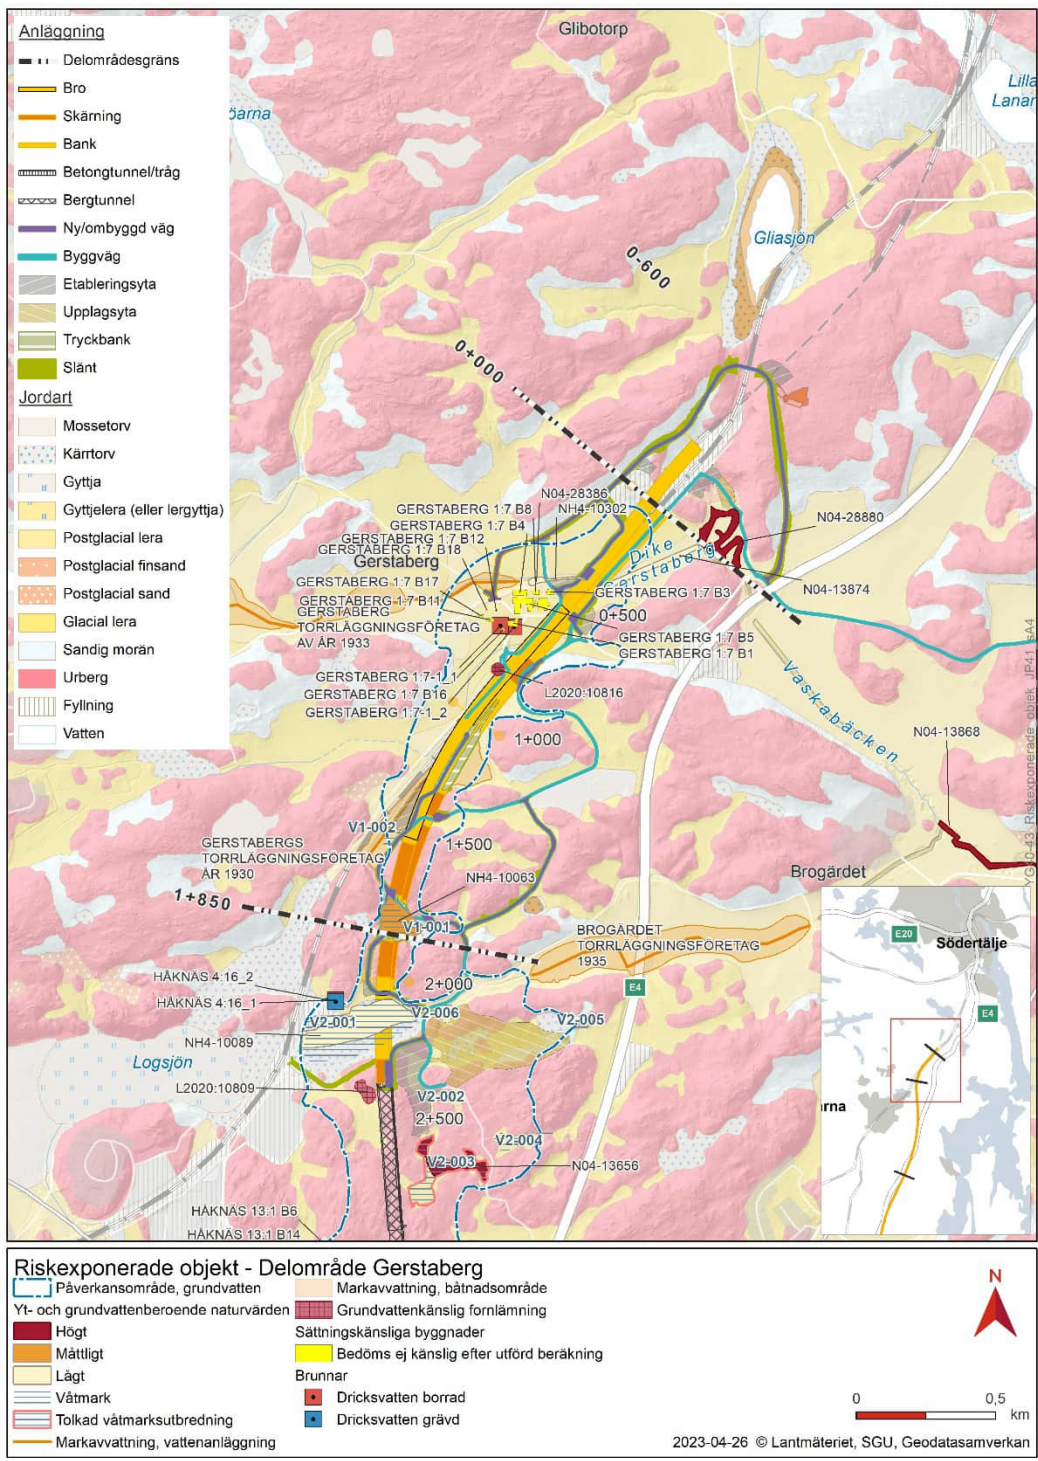 Anläggning
Delområdesgräns
Bro
Skärning
Bank
Betongtunnel/tråg
Bergtunnel
Ny/ombyggd väg
Byggväg
Etableringsyta
Upplagsyta
Tryckbank
Slänt
Jordart
Mossetorv
Kärrtorv
Gyttja
Gyttjelera (eller lergyttja)
Postglacial lera
Postglacial finsand
Postglacial sand
Glacial lera
Sandig morän
Urberg
Fyllning
Vatten
Glibotorp
Lilla
Lanar
öarna
Gliasjön
0-600
0+000
N04-28386
NH4-10302
GERSTABERG 1:7 B8
GERSTABERG 1:7 B4
GERSTABERG 1:7 B12
GERSTABERG 1:7 B18
Gerstaberg
N04-28880
Dike
Gerstaberg
N04-13874
GERSTABERG 1:7 B17
GERSTABERG 1:7 B11
GERSTABERG
TORRLÄGGNINGSFÖRETAG
AV ÅR 1933
GERSTABERG 1:7 B3
0+500
GERSTABERG 1:7 B5
GERSTABERG 1:7 B1
GERSTABERG 1:7-1_1
GERSTABERG 1:7 B16
GERSTABERG 1:7-1_2
L2020:10816
Vaskabäcken
1+000
N04-13868
V1-002
1+500
GERSTABERGS
TORRLÄGGNINGSFÖRETAG
ÅR 1930
NH4-10063
Brogärdet
1+850
V1-001
BROGÄRDET
TORRLÄGGNINGSFÖRETAG
1935
HÅKNÄS 4:16_2
HÅKNÄS 4:16_1
2+000
E4
V2-001
V2-006
V2-005
NH4-10089
Logsjön
L2020:10809
V2-002
2+500
V2-004
V2-003
N04-13656
HÅKNÄS 13:1 B6
HÅKNÄS 13:1 B14
E20
Södertälje
E4
arna
Riskexponerade objekt - Delområde Gerstaberg
Påverkansområde, grundvatten
Yt- och grundvattenberoende naturvärden
Högt
Måttligt
Lågt
Våtmark
Tolkad våtmarksutbredning
Markavvattning, vattenanläggning
Markavvattning, båtnadsområde
Grundvattenkänslig fornlämning
Sättningskänsliga byggnader
Bedöms ej känslig efter utförd beräkning
Brunnar
Dricksvatten borrad
Dricksvatten grävd
N
0 0,5
km
2023-04-26 © Lantmäteriet, SGU, Geodatasamverkan